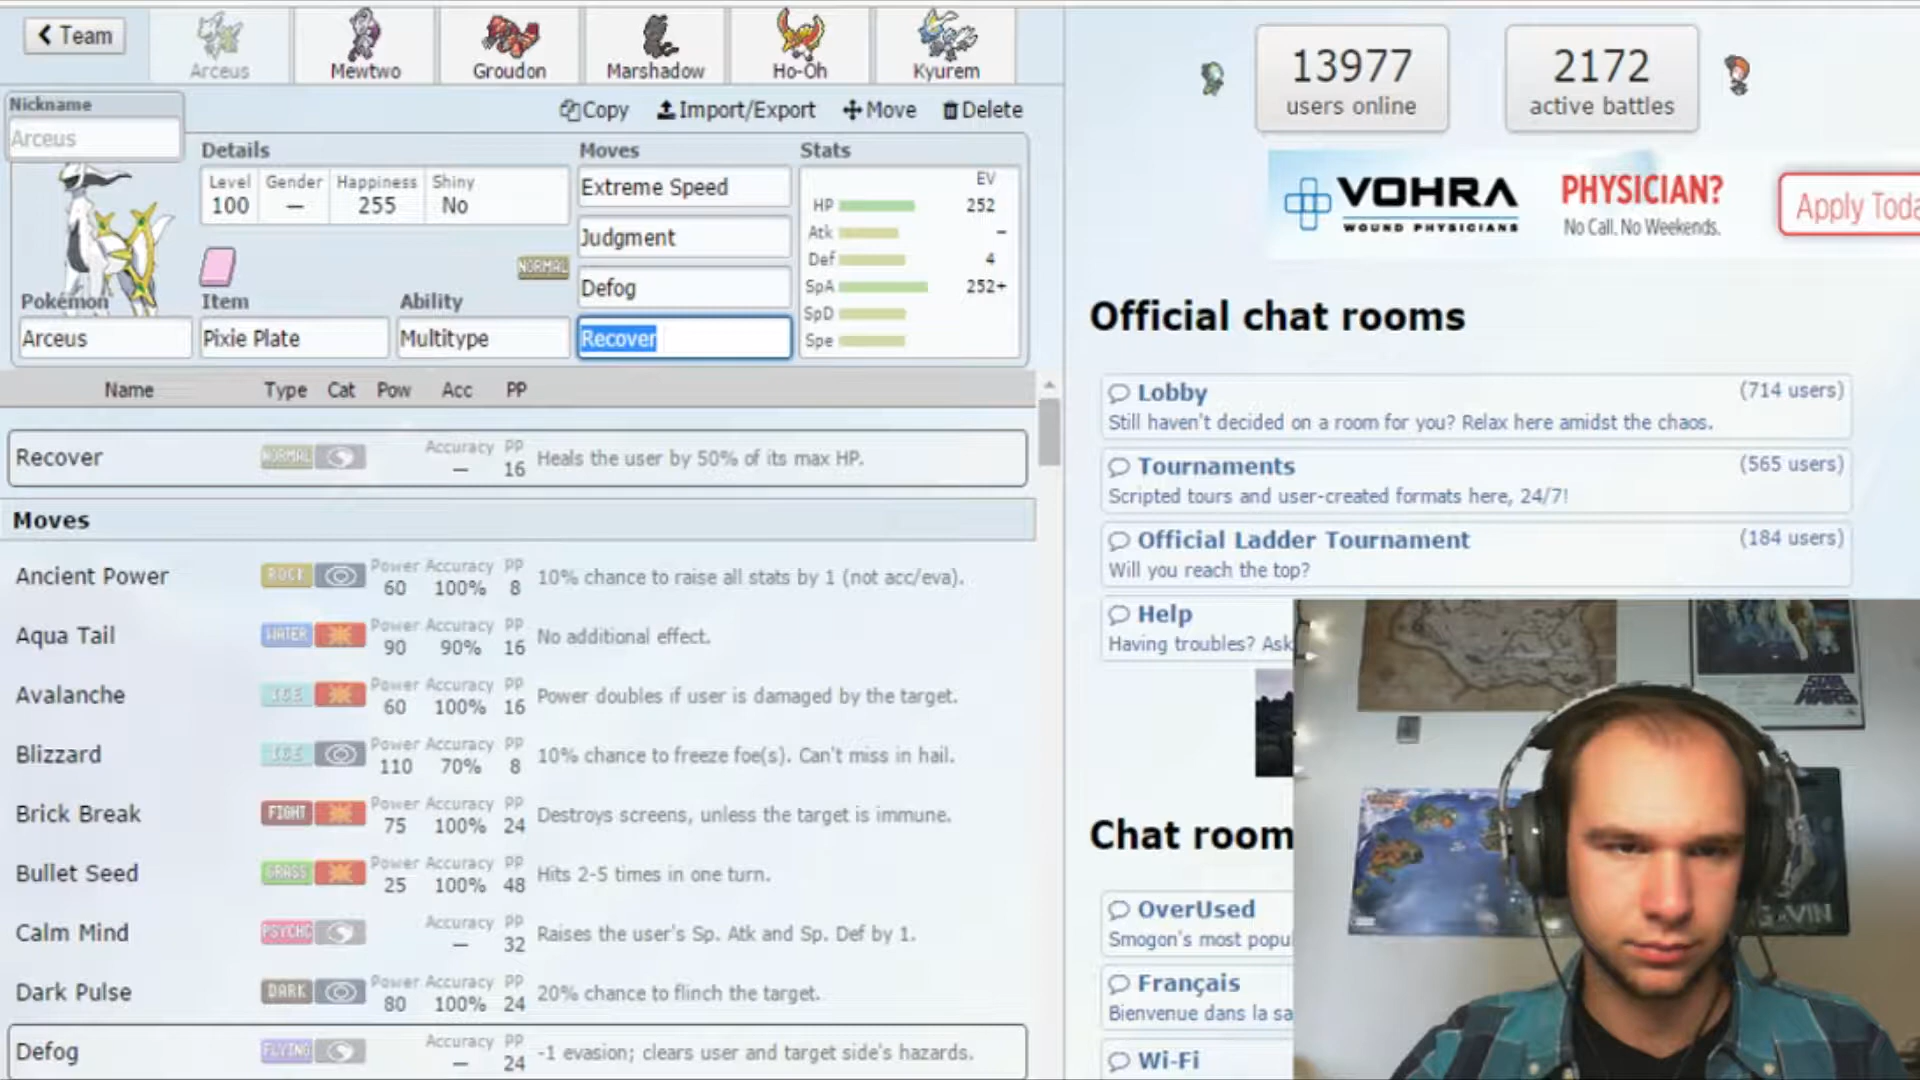 Team
Arceus
Mewtwo
Groudon
Marshadow
Ho-Oh
Kyurem
Copy
Import/Export
Move
Delete
Nickname
Arceus
Details
Level Gender Happiness Shiny
100 — 255 No
NORMAL
Pokémon
Item
Ability
Arceus
Pixie Plate
Multitype
Moves
Extreme Speed
Judgment
Defog
Recover
Stats
EV
HP 252
Atk –
Def 4
SpA 252+
SpD
Spe
Name Type Cat Pow Acc PP
Recover NORMAL Accuracy — PP 16 Heals the user by 50% of its max HP.
Moves
Ancient Power ROCK Power 60 Accuracy 100% PP 8 10% chance to raise all stats by 1 (not acc/eva).
Aqua Tail WATER Power 90 Accuracy 90% PP 16 No additional effect.
Avalanche ICE Power 60 Accuracy 100% PP 16 Power doubles if user is damaged by the target.
Blizzard ICE Power 110 Accuracy 70% PP 8 10% chance to freeze foe(s). Can't miss in hail.
Brick Break FIGHT Power 75 Accuracy 100% PP 24 Destroys screens, unless the target is immune.
Bullet Seed GRASS Power 25 Accuracy 100% PP 48 Hits 2-5 times in one turn.
Calm Mind PSYCHC Accuracy — PP 32 Raises the user's Sp. Atk and Sp. Def by 1.
Dark Pulse DARK Power 80 Accuracy 100% PP 24 20% chance to flinch the target.
Defog FLYING Accuracy — PP 24 -1 evasion; clears user and target side's hazards.
13977
users online
2172
active battles
VOHRA
WOUND PHYSICIANS
PHYSICIAN?
No Call. No Weekends.
Apply Toda
Official chat rooms
Lobby (714 users)
Still haven't decided on a room for you? Relax here amidst the chaos.
Tournaments (565 users)
Scripted tours and user-created formats here, 24/7!
Official Ladder Tournament (184 users)
Will you reach the top?
Help
Having troubles? Ask
Chat room
OverUsed
Smogon's most popu
Français
Bienvenue dans la sa
Wi-Fi
STAR
WARS